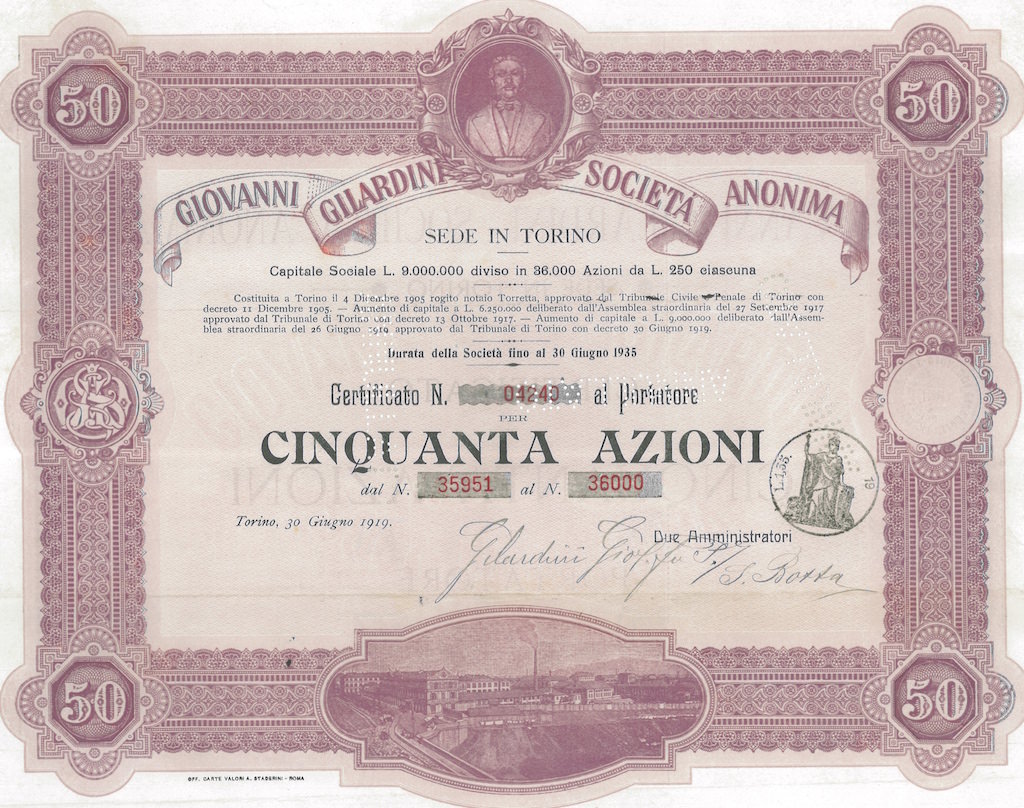 50
50
GIOVANNI GILARDINI SOCIETÀ ANONIMA
SEDE IN TORINO
Capitale Sociale L. 9.000.000 diviso in 36.000 Azioni da L. 250 ciascuna
Costituita a Torino il 4 Dicembre 1905 rogito notaio Torretta, approvato dal Tribunale Civile e Penale di Torino con
decreto 11 Dicembre 1905. — Aumento di capitale a L. 6.250.000 deliberato dall'Assemblea straordinaria del 27 Settembre 1917
approvato dal Tribunale di Torino con decreto 13 Ottobre 1917. — Aumento di capitale a L. 9.000.000 deliberato dall'Assem-
blea straordinaria del 26 Giugno 1919 approvato dal Tribunale di Torino con decreto 30 Giugno 1919.
Durata della Società fino al 30 Giugno 1935
Certificato N. 04240 al Portatore
PER
CINQUANTA AZIONI
dal N. 35951 al N. 36000
L.1,35.
19
Torino, 30 Giugno 1919.
Due Amministratori
Gilardini
50
50
OFF. CARTE VALORI A. STADERINI - ROMA